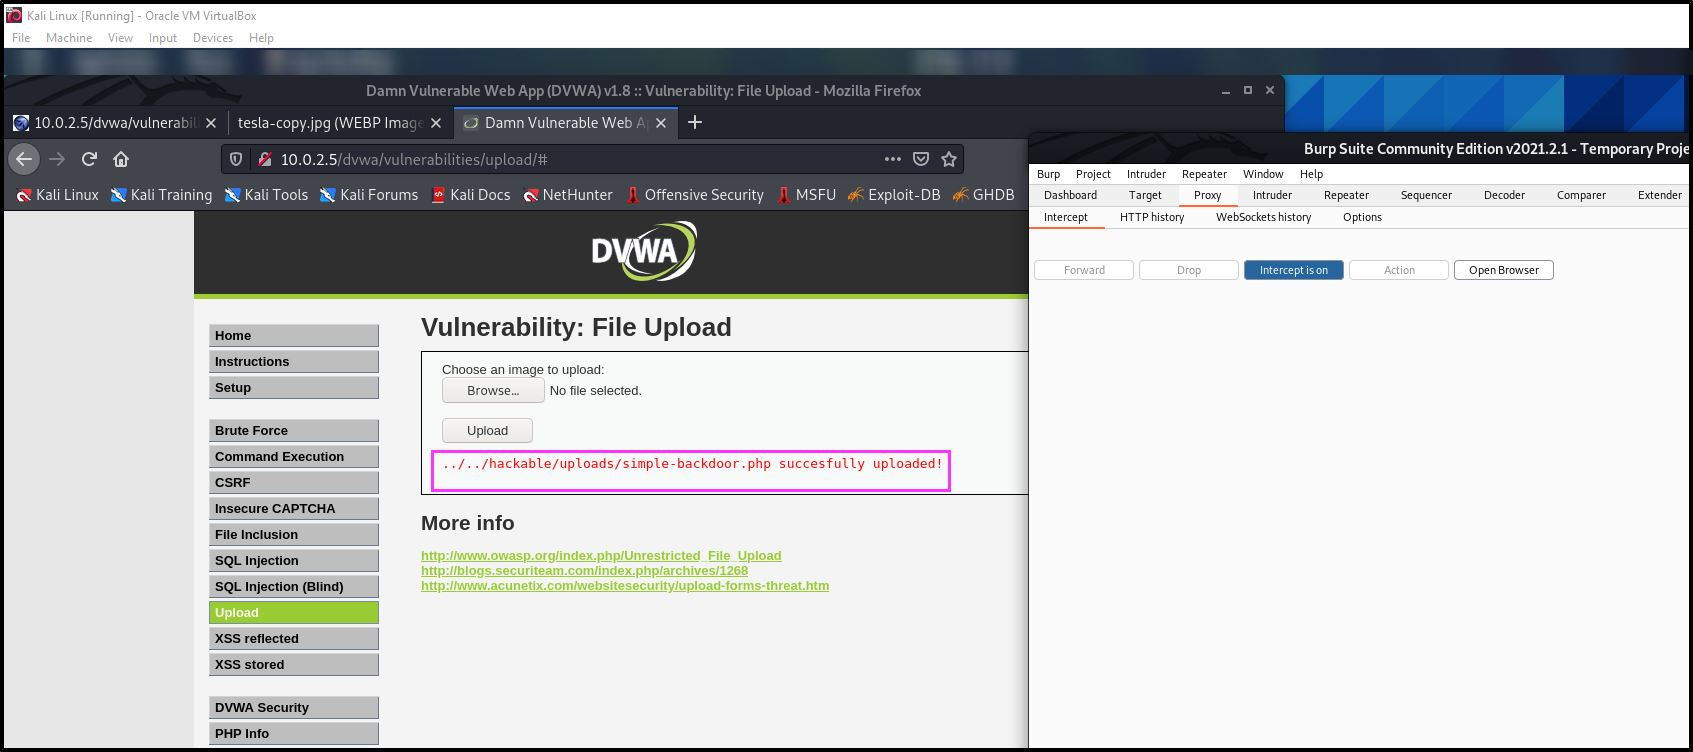 Kali Linux [Running] - Oracle VM VirtualBox
File Machine View Input Devices Help
Damn Vulnerable Web App (DVWA) v1.8 :: Vulnerability: File Upload - Mozilla Firefox
10.0.2.5/dvwa/vulnerabil
tesla-copy.jpg (WEBP Image
Damn Vulnerable Web A
10.0.2.5/dvwa/vulnerabilities/upload/#
Kali Linux Kali Training Kali Tools Kali Forums Kali Docs NetHunter Offensive Security MSFU Exploit-DB GHDB
DVWA
Home
Instructions
Setup
Brute Force
Command Execution
CSRF
Insecure CAPTCHA
File Inclusion
SQL Injection
SQL Injection (Blind)
Upload
XSS reflected
XSS stored
DVWA Security
PHP Info
Vulnerability: File Upload
Choose an image to upload:
Browse... No file selected.
Upload
../../hackable/uploads/simple-backdoor.php succesfully uploaded!
More info
http://www.owasp.org/index.php/Unrestricted_File_Upload
http://blogs.securiteam.com/index.php/archives/1268
http://www.acunetix.com/websitesecurity/upload-forms-threat.htm
Burp Suite Community Edition v2021.2.1 - Temporary Proje
Burp Project Intruder Repeater Window Help
Dashboard Target Proxy Intruder Repeater Sequencer Decoder Comparer Extender
Intercept HTTP history WebSockets history Options
Forward Drop Intercept is on Action Open Browser